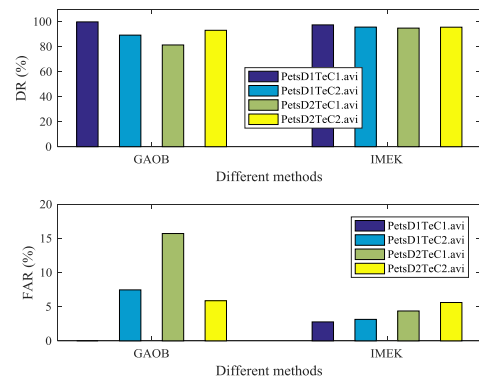 100
80
60
40
20
0
DR (%)
PetsD1TeC1.avi
PetsD1TeC2.avi
PetsD2TeC1.avi
PetsD2TeC2.avi
GAOB IMEK
Different methods
20
15
10
5
0
FAR (%)
PetsD1TeC1.avi
PetsD1TeC2.avi
PetsD2TeC1.avi
PetsD2TeC2.avi
GAOB IMEK
Different methods